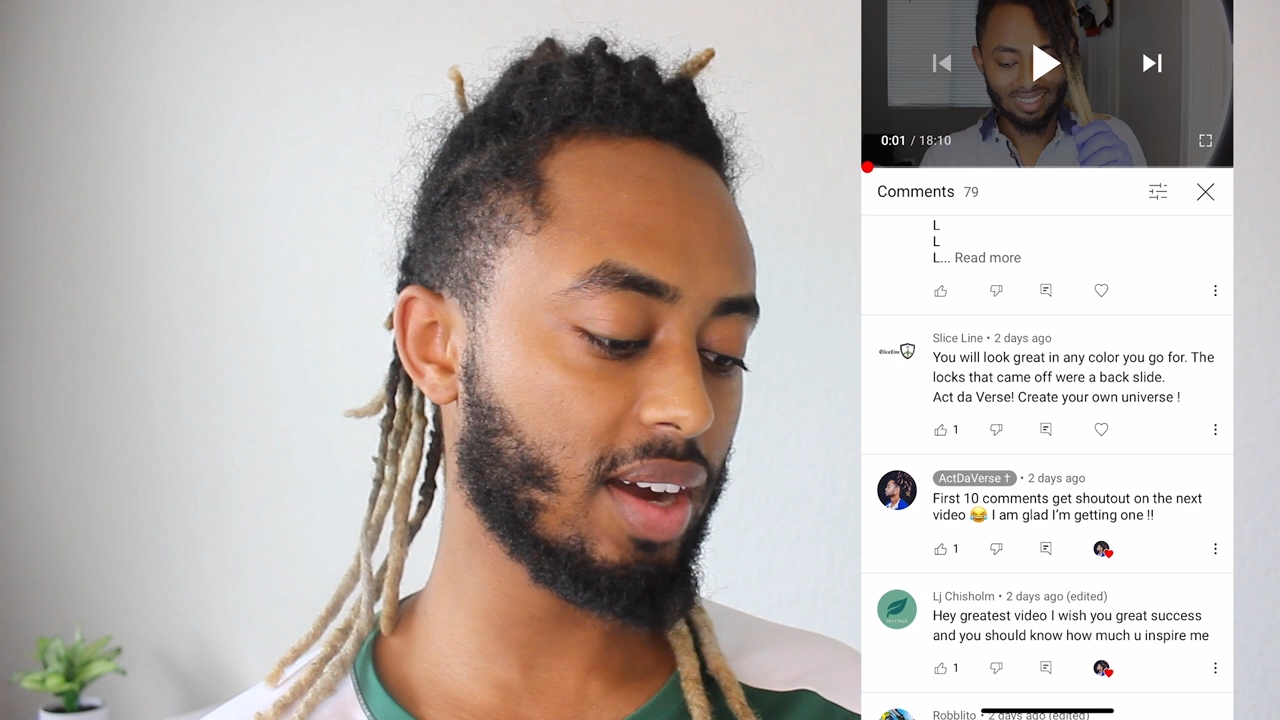 0:01 / 18:10
Comments 79
L
L
L... Read more
Slice Line • 2 days ago
You will look great in any color you go for. The
locks that came off were a back slide.
Act da Verse! Create your own universe !
1
ActDaVerse † • 2 days ago
First 10 comments get shoutout on the next
video 😂 I am glad I'm getting one !!
1
Lj Chisholm • 2 days ago (edited)
Hey greatest video I wish you great success
and you should know how much u inspire me
1
Robblito • 2 days ago (edited)